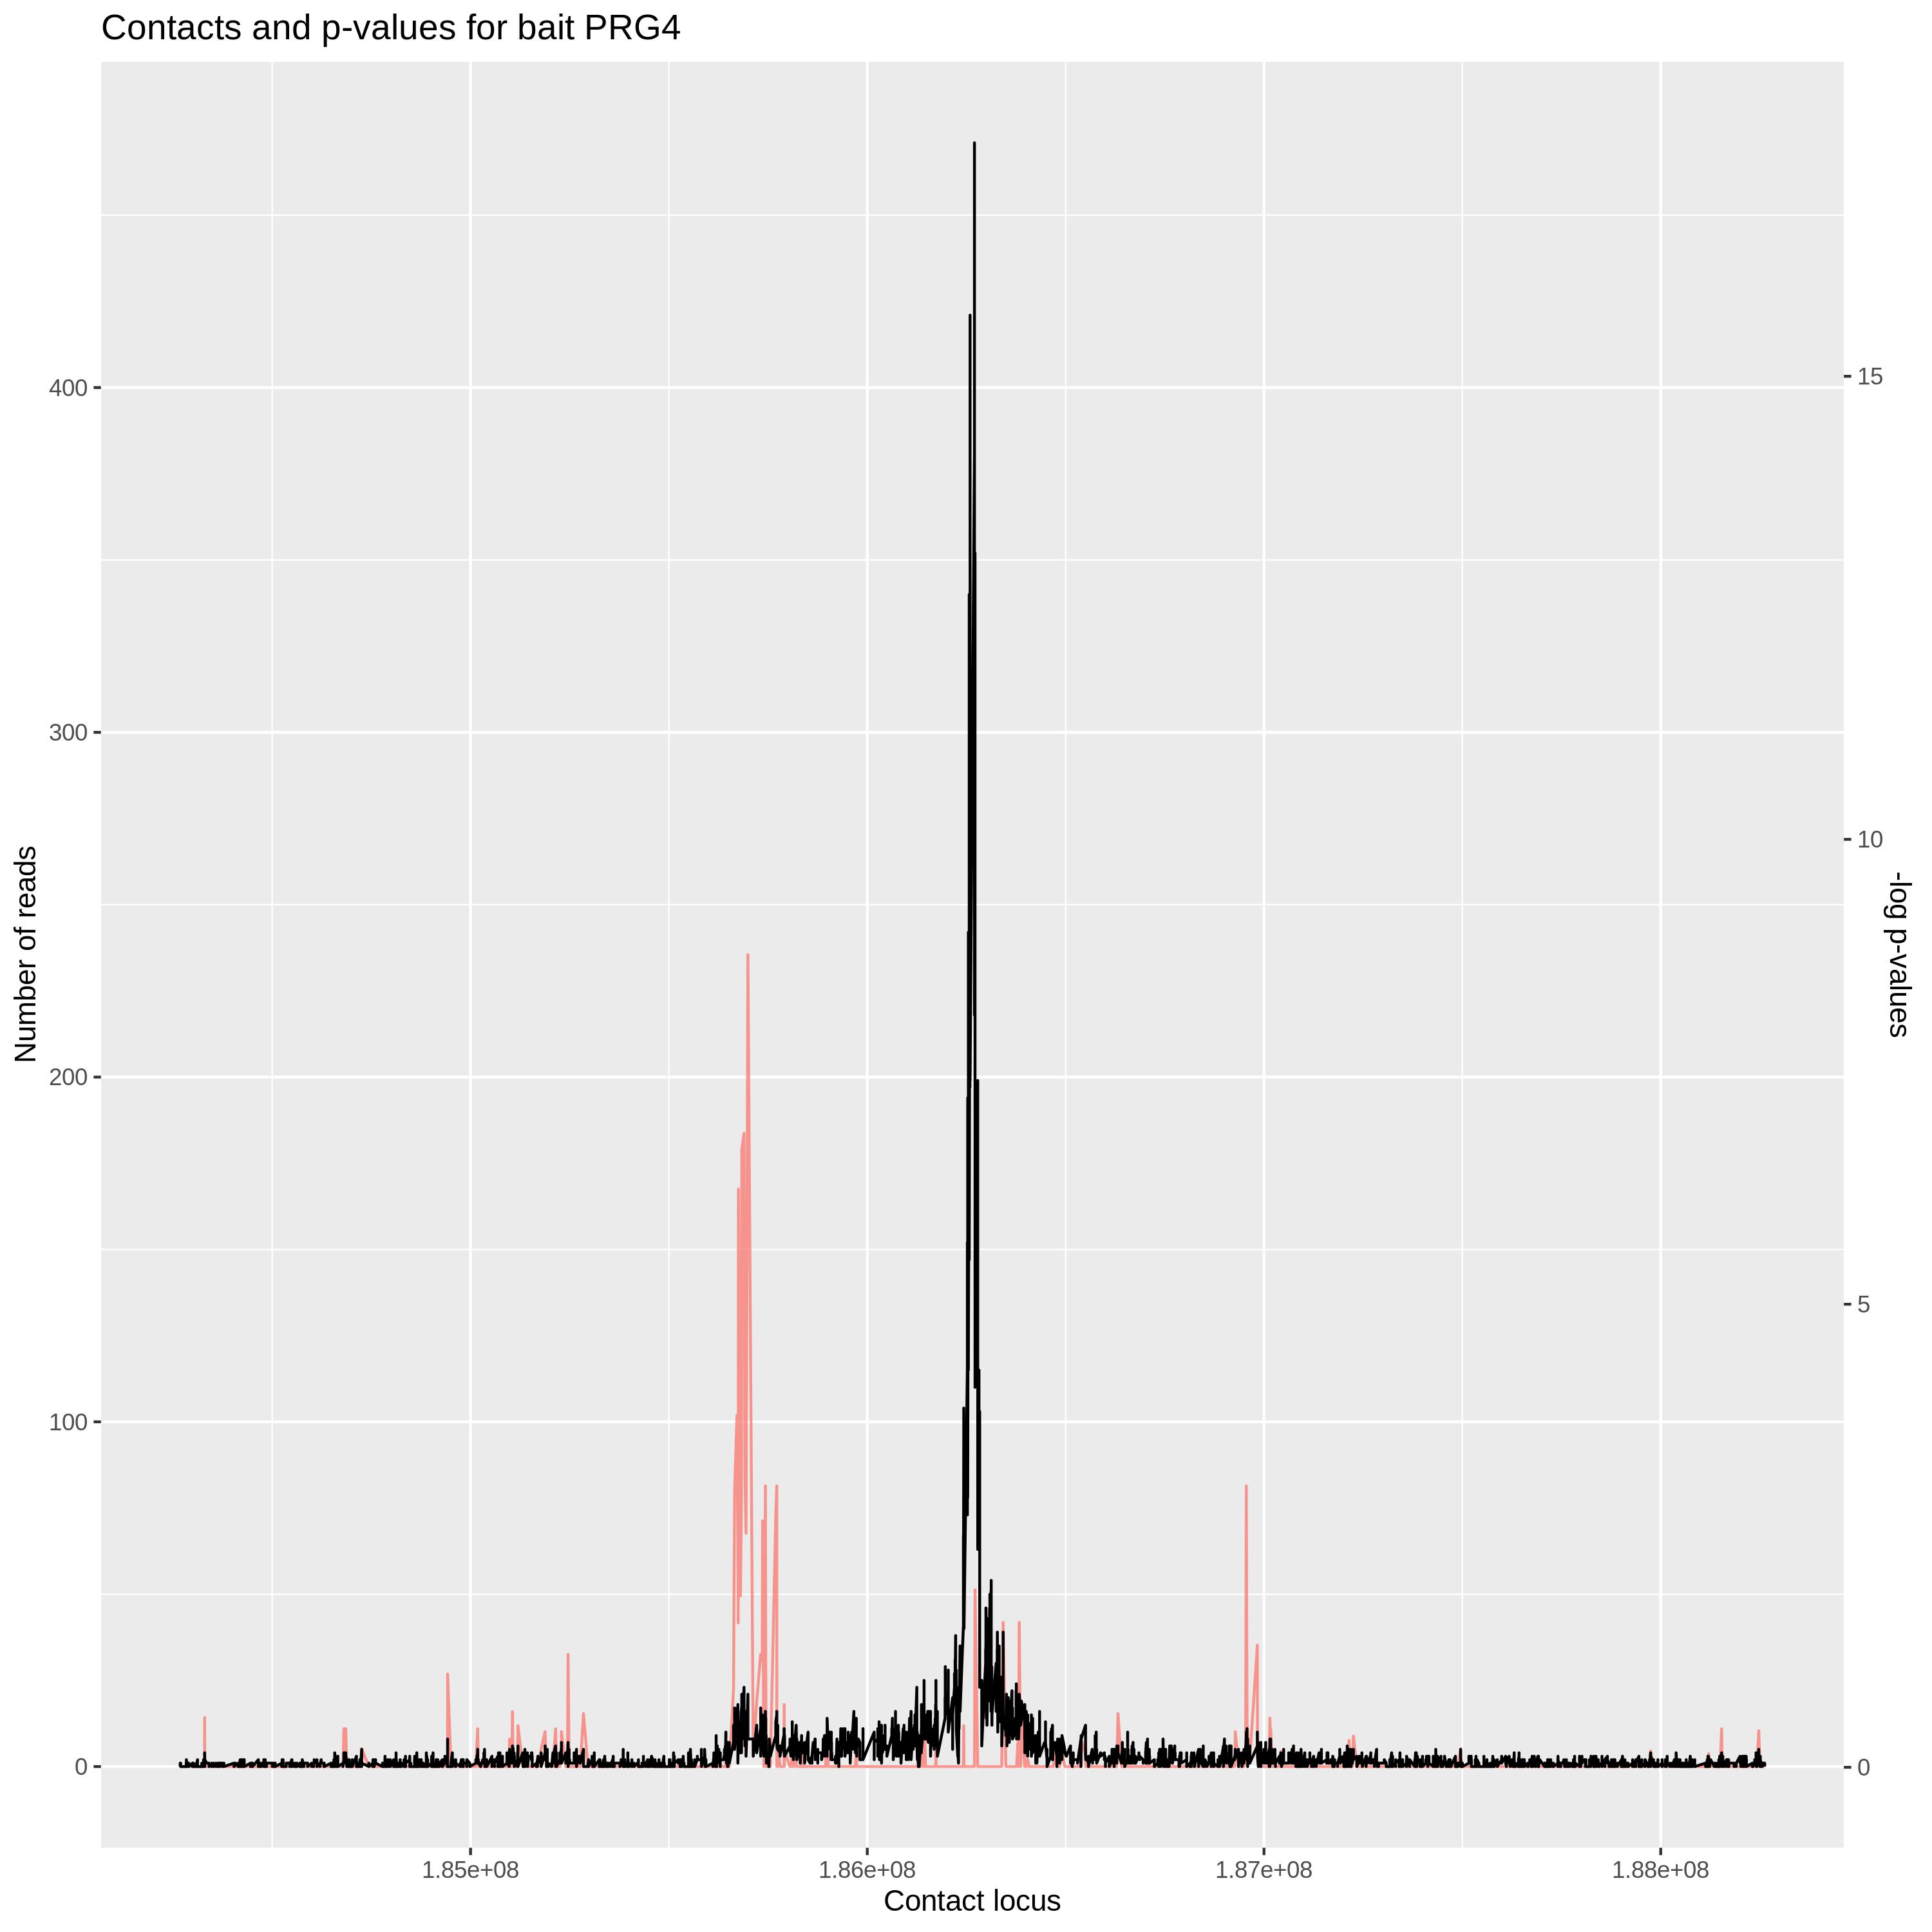 Contacts and p-values for bait PRG4
Number of reads
400
300
200
100
0
15
10
5
0
-log p-values
1.85e+08
1.86e+08
1.87e+08
1.88e+08
Contact locus